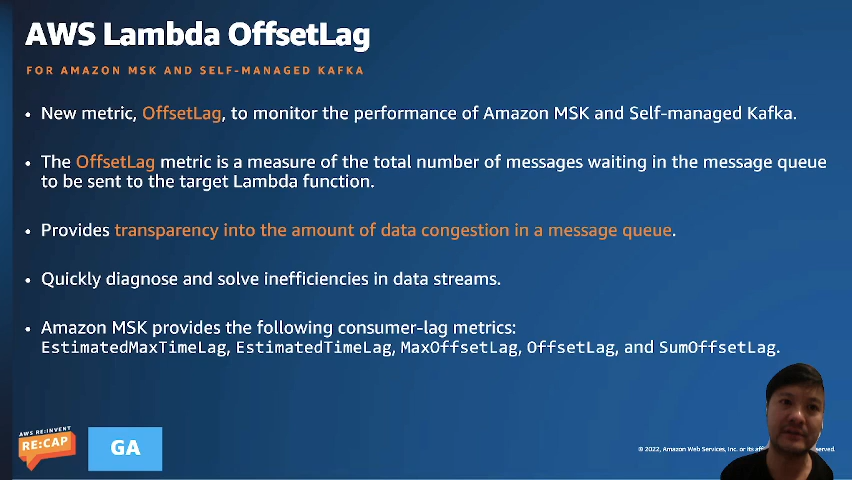 AWS Lambda OffsetLag
FOR AMAZON MSK AND SELF-MANAGED KAFKA
• New metric, OffsetLag, to monitor the performance of Amazon MSK and Self-managed Kafka.
• The OffsetLag metric is a measure of the total number of messages waiting in the message queue
to be sent to the target Lambda function.
• Provides transparency into the amount of data congestion in a message queue.
• Quickly diagnose and solve inefficiencies in data streams.
• Amazon MSK provides the following consumer-lag metrics:
EstimatedMaxTimeLag, EstimatedTimeLag, MaxOffsetLag, OffsetLag, and SumOffsetLag.
AWS RE:INVENT
RE:CAP
GA
© 2022, Amazon Web Services, Inc. or its